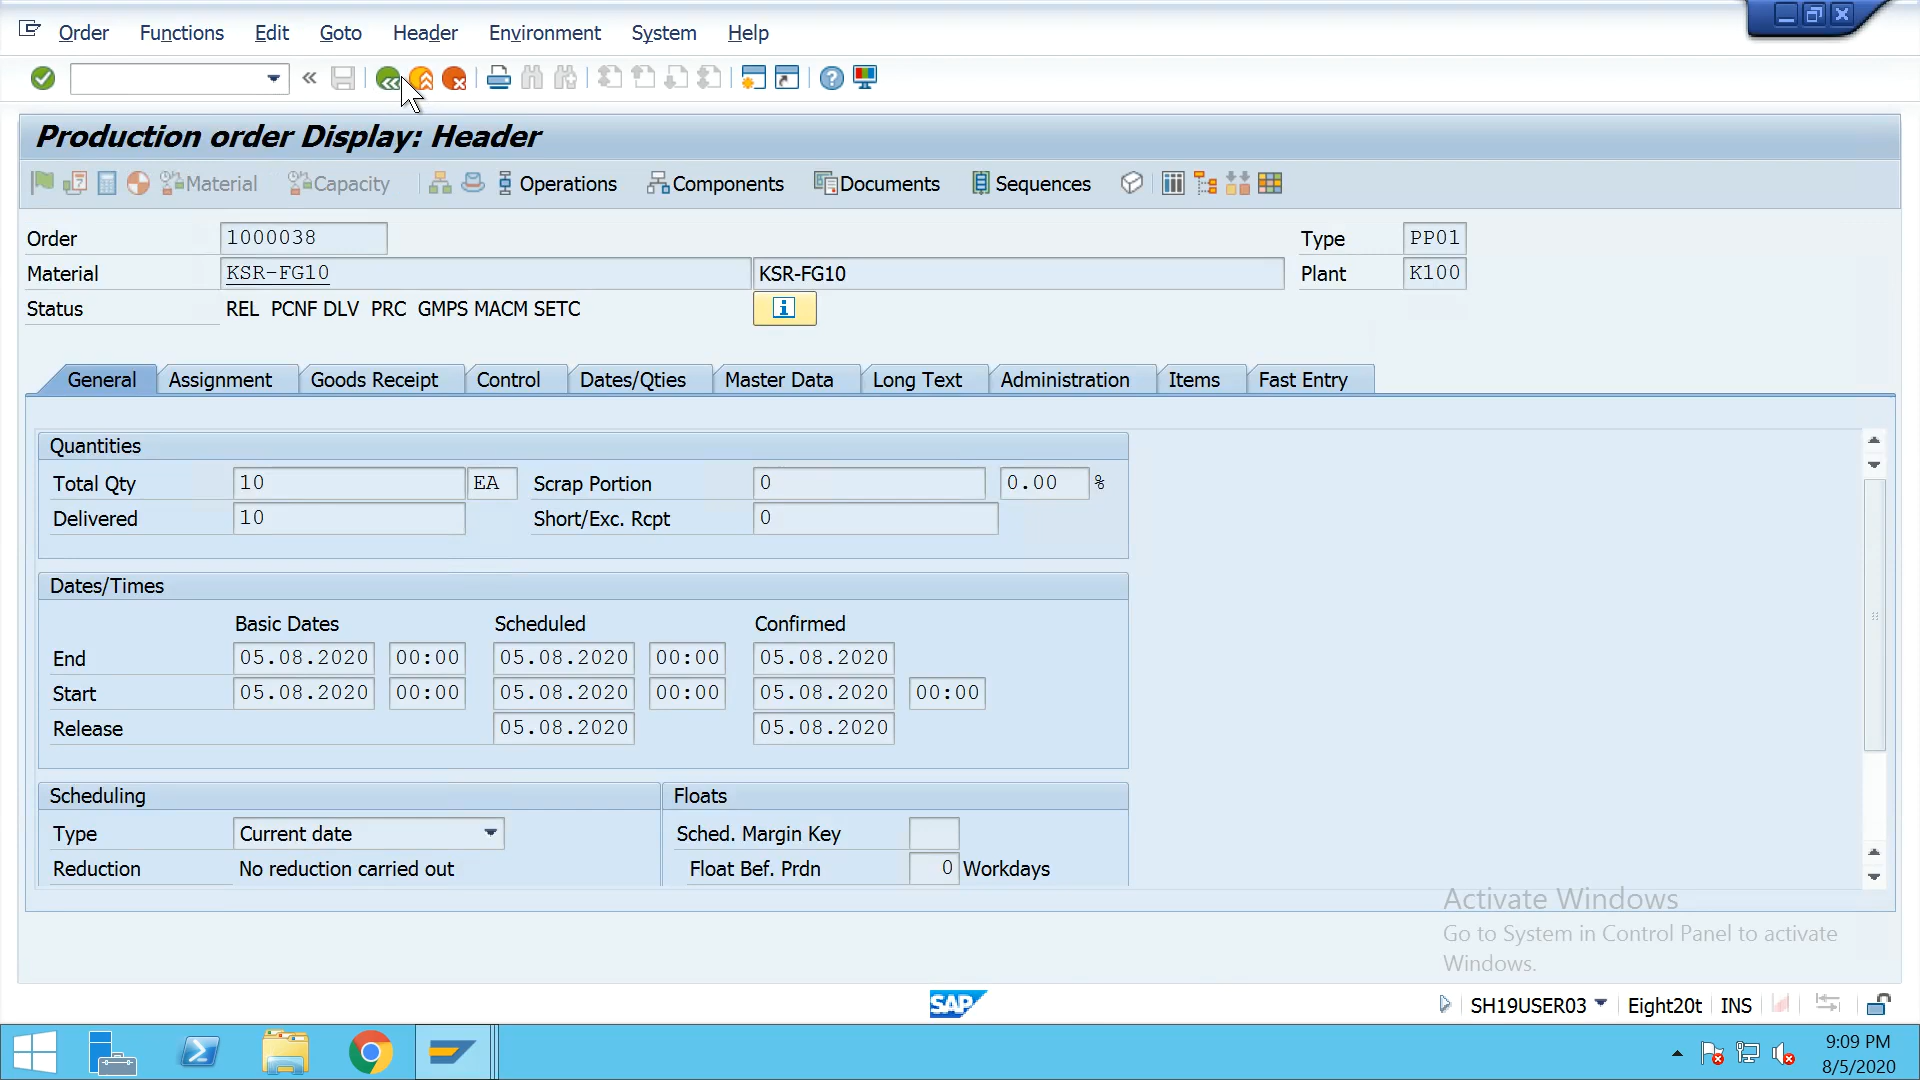 Order Functions Edit Goto Header Environment System Help
Production order Display: Header
Material Capacity Operations Components Documents Sequences
Order 1000038 Type PP01
Material KSR-FG10 KSR-FG10 Plant K100
Status REL PCNF DLV PRC GMPS MACM SETC
General Assignment Goods Receipt Control Dates/Qties Master Data Long Text Administration Items Fast Entry
Quantities
Total Qty 10 EA Scrap Portion 0 0.00 %
Delivered 10 Short/Exc. Rcpt 0
Dates/Times
Basic Dates Scheduled Confirmed
End 05.08.2020 00:00 05.08.2020 00:00 05.08.2020
Start 05.08.2020 00:00 05.08.2020 00:00 05.08.2020 00:00
Release 05.08.2020 05.08.2020
Scheduling Floats
Type Current date Sched. Margin Key
Reduction No reduction carried out Float Bef. Prdn 0 Workdays
Activate Windows
Go to System in Control Panel to activate
Windows.
SAP SH19USER03 Eight20t INS
9:09 PM
8/5/2020